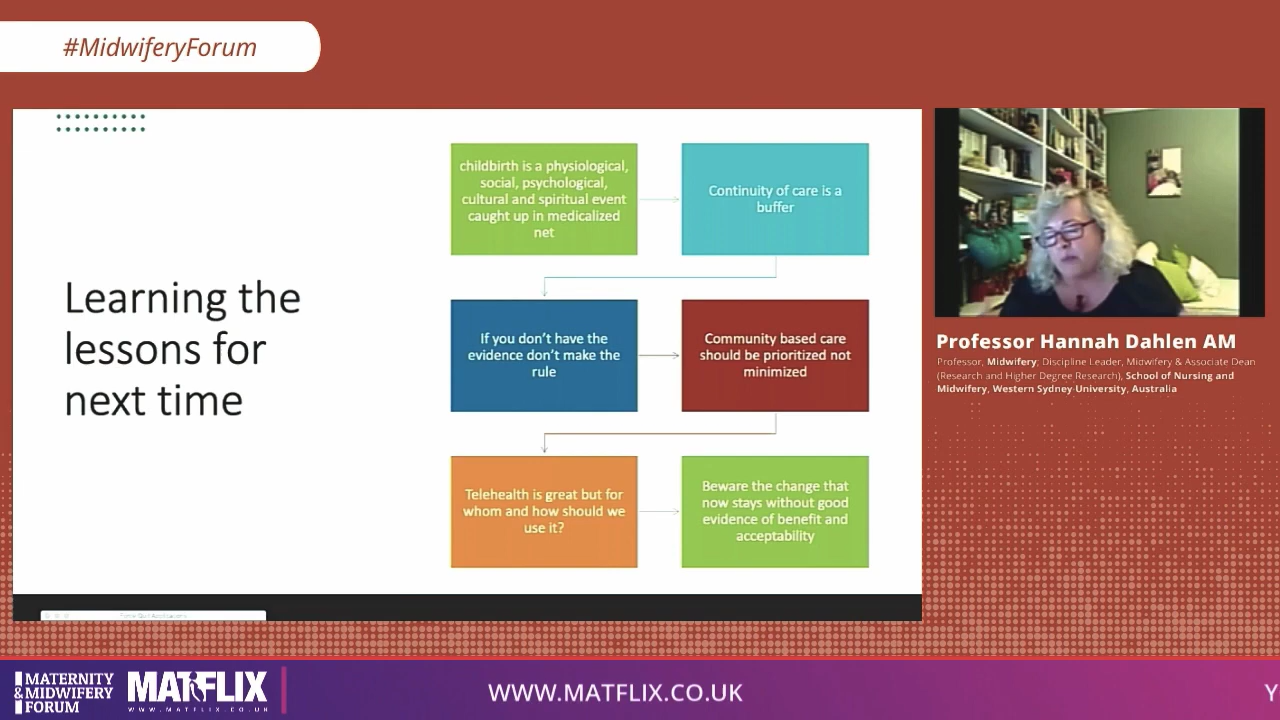 #MidwiferyForum
Learning the
lessons for
next time
childbirth is a physiological,
social, psychological,
cultural and spiritual event
caught up in medicalized
net
Continuity of care is a
buffer
If you don't have the
evidence don't make the
rule
Community based care
should be prioritized not
minimized
Telehealth is great but for
whom and how should we
use it?
Beware the change that
now stays without good
evidence of benefit and
acceptability
Professor Hannah Dahlen AM
Professor, Midwifery; Discipline Leader, Midwifery & Associate Dean
(Research and Higher Degree Research), School of Nursing and
Midwifery, Western Sydney University, Australia
MATERNITY
& MIDWIFERY
FORUM
MATFLIX
WWW.MATFLIX.CO.UK
WWW.MATFLIX.CO.UK
Y